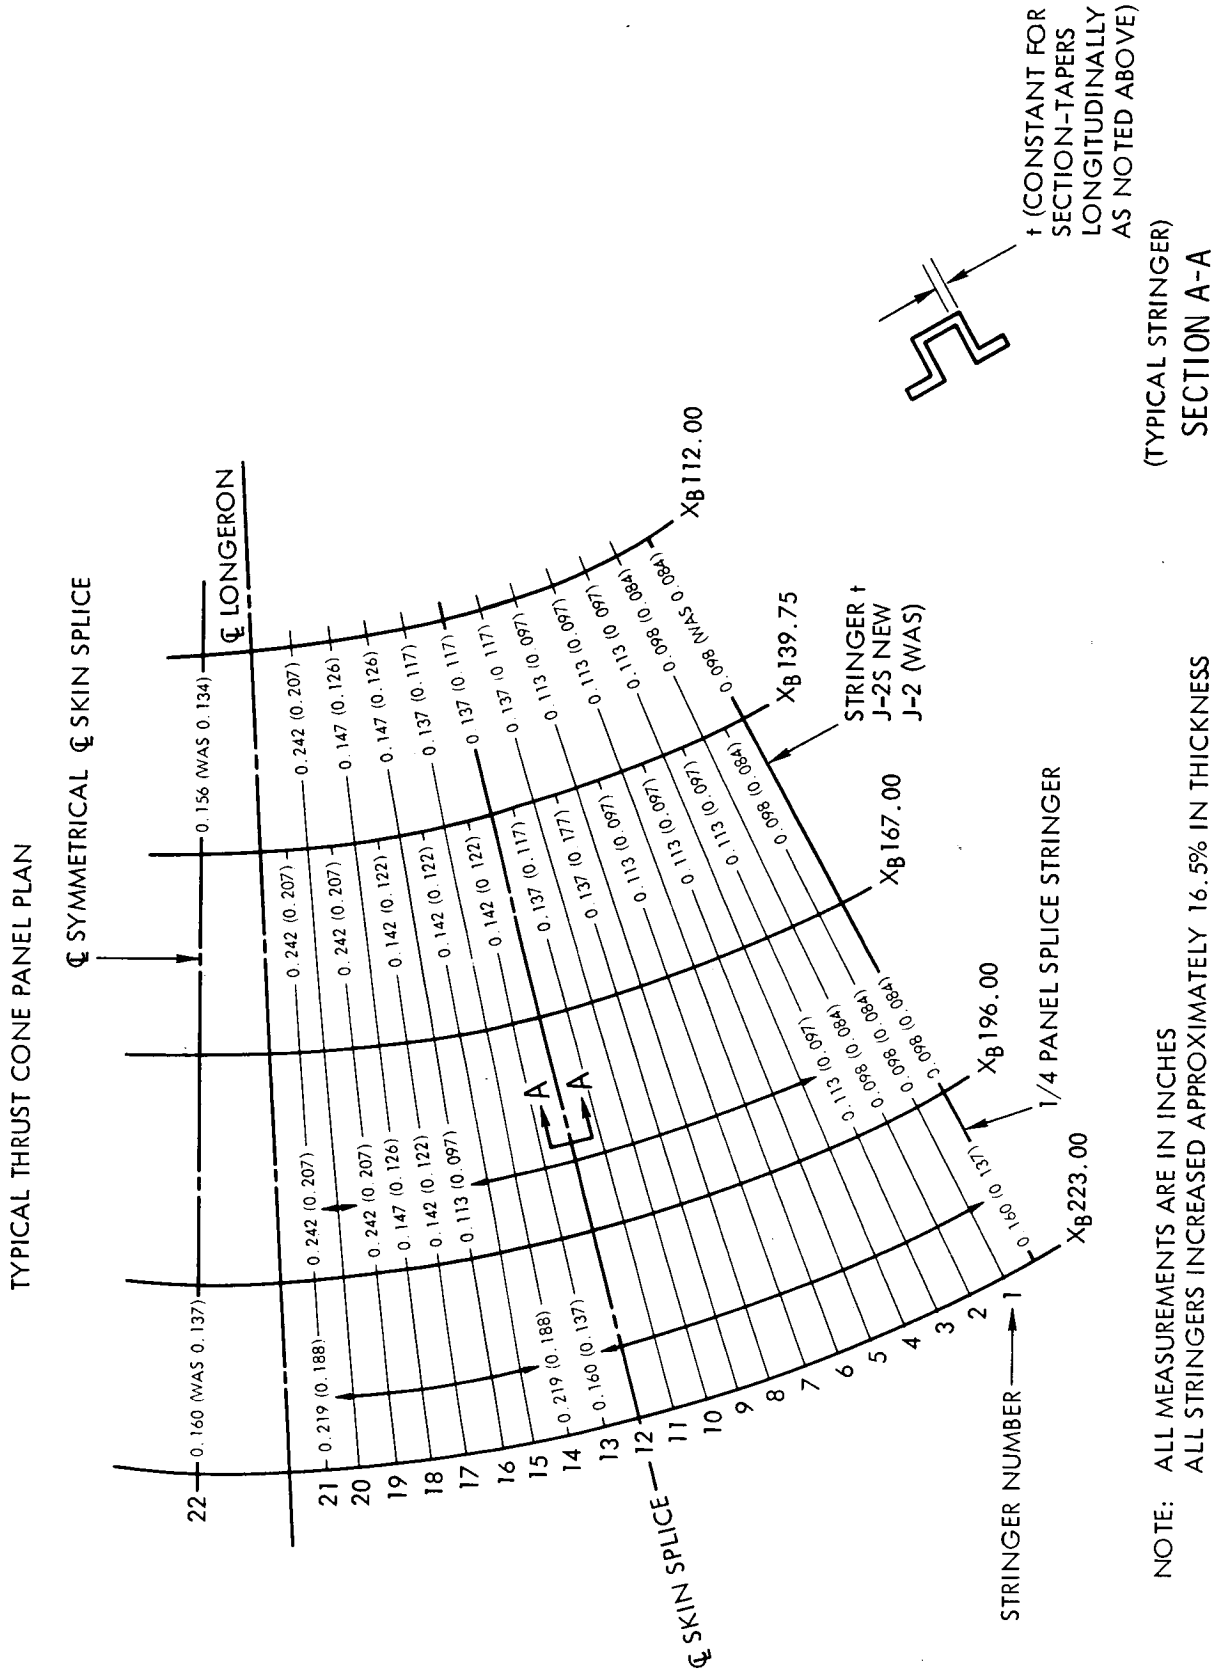 TYPICAL THRUST CONE PANEL PLAN
℄ SYMMETRICAL ℄ SKIN SPLICE
℄ LONGERON
22
0.160 (WAS 0.137)
0.156 (WAS 0.134)
21
20
19
18
17
16
15
14
13
12
11
10
9
8
7
6
5
4
3
2
1
0.219 (0.188)
0.219 (0.188)
0.160 (0.137)
0.160 (0.137)
0.242 (0.207)
0.242 (0.207)
0.147 (0.126)
0.142 (0.122)
0.113 (0.097)
0.113 (0.097)
0.098 (0.084)
0.098 (0.084)
0.098 (0.084)
0.242 (0.207)
0.242 (0.207)
0.142 (0.122)
0.142 (0.122)
0.142 (0 122)
0.137 (0.117)
0.137 (0.177)
0.113 (0.097)
0.113 (0.097)
0.113 (0.097)
0.098 (0.084)
0.242 (0.207)
0.147 (0.126)
0.147 (0.126)
0.137 (0.117)
0.137 (0.117)
0.137 (0 117)
0.137 (0.117)
0.113 (0.097)
0.113 (0.097)
0.113 (0.097)
0.098 (0.084)
0.098 (WAS 0.084)
A
A
XB112.00
XB139.75
XB167.00
XB196.00
XB223.00
STRINGER t
J-2S NEW
J-2 (WAS)
1/4 PANEL SPLICE STRINGER
℄ SKIN SPLICE
STRINGER NUMBER
t (CONSTANT FOR
SECTION-TAPERS
LONGITUDINALLY
AS NOTED ABOVE)
(TYPICAL STRINGER)
SECTION A-A
NOTE: ALL MEASUREMENTS ARE IN INCHES
ALL STRINGERS INCREASED APPROXIMATELY 16.5% IN THICKNESS